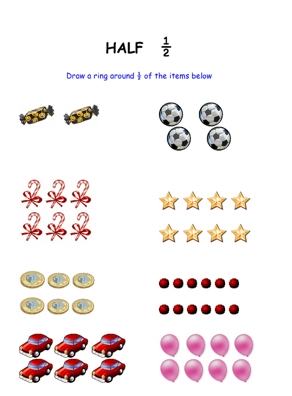 HALF ½
Draw a ring around ½ of the items below